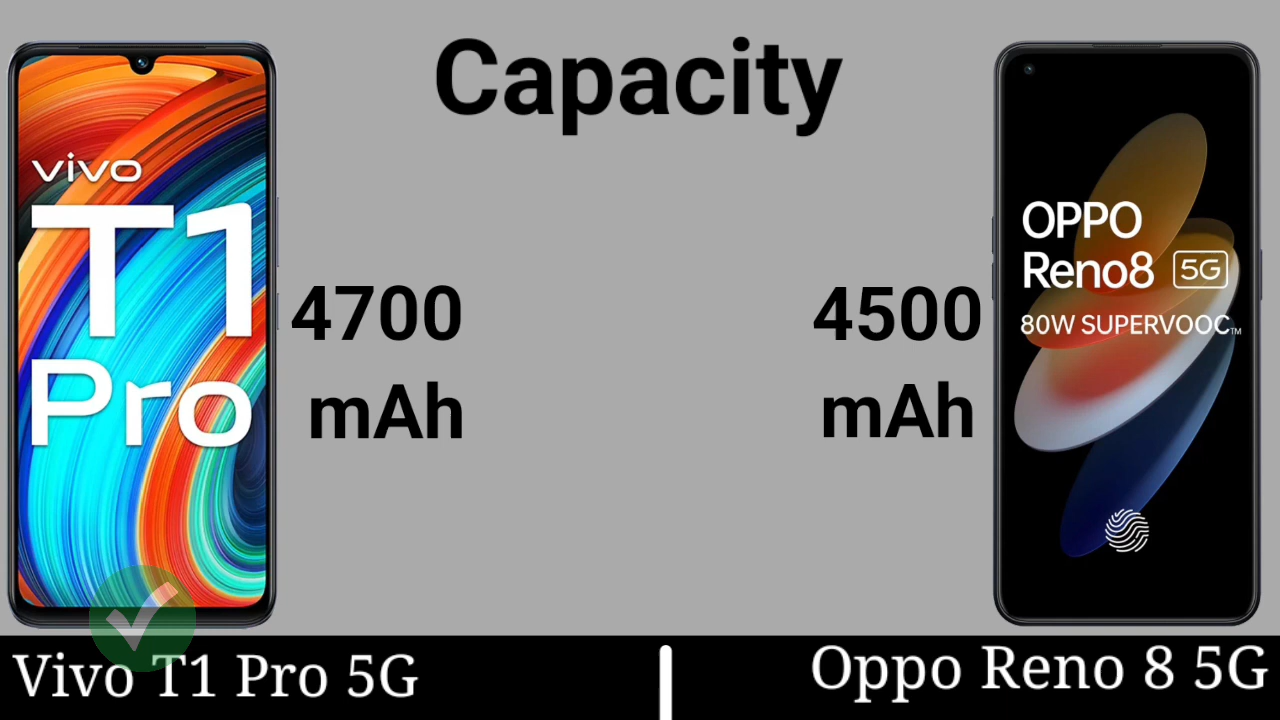 Capacity
vivo
T1
Pro
4700
mAh
4500
mAh
OPPO
Reno8 5G
80W SUPERVOOC™
Vivo T1 Pro 5G
Oppo Reno 8 5G